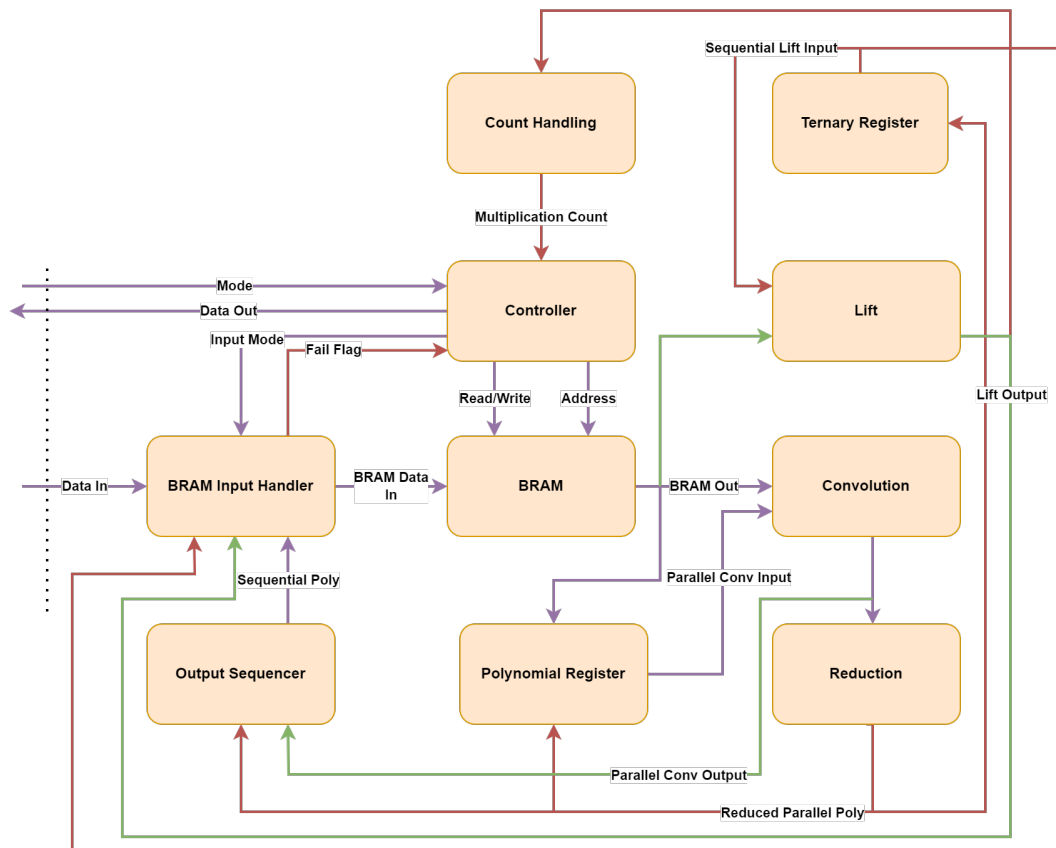 Sequential Lift Input
Count Handling
Ternary Register
Multiplication Count
Mode
Data Out
Controller
Lift
Input Mode
Fail Flag
Read/Write
Address
Lift Output
Data In
BRAM Input Handler
BRAM Data
In
BRAM
BRAM Out
Convolution
Sequential Poly
Parallel Conv Input
Output Sequencer
Polynomial Register
Reduction
Parallel Conv Output
Reduced Parallel Poly